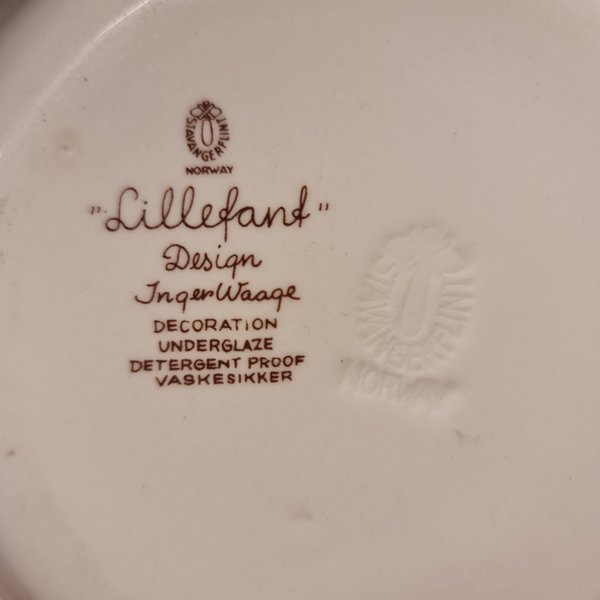 STAVANGERFLINT
NORWAY
"Lillefant"
Design
Inger Waage
DECORATION
UNDERGLAZE
DETERGENT PROOF
VASKESIKKER
STAVANGERFLINT
NORWAY